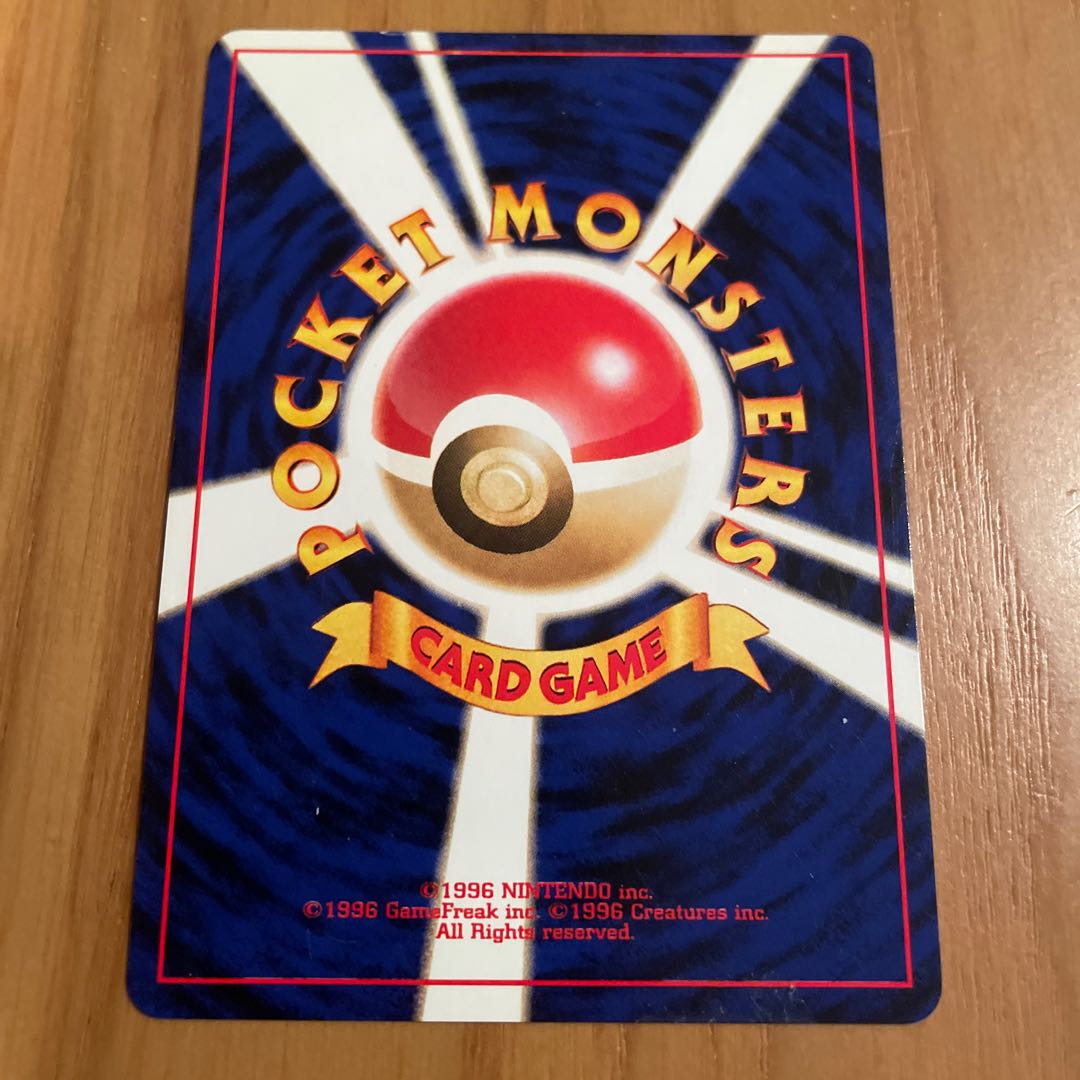 POCKET MONSTERS
CARD GAME
©1996 NINTENDO inc.
©1996 GameFreak inc. ©1996 Creatures inc.
All Rights reserved.